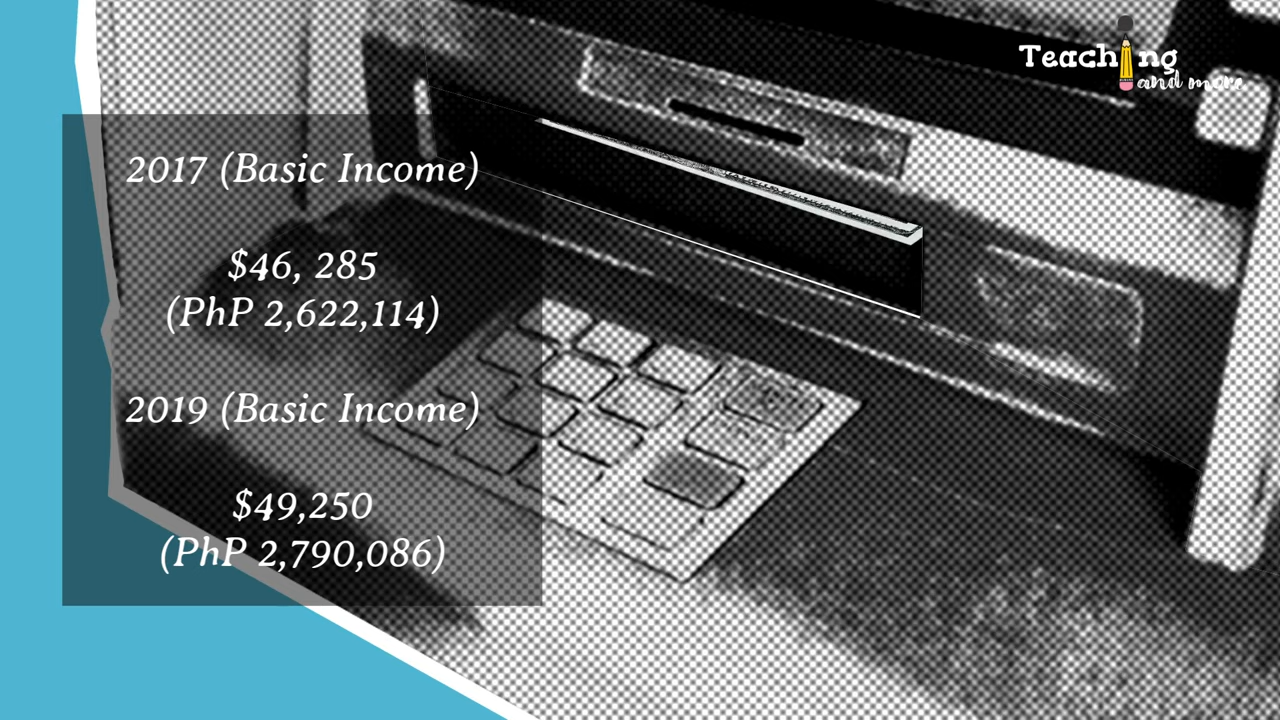 Teaching
and more
2017 (Basic Income)
$46, 285
(PhP 2,622,114)
2019 (Basic Income)
$49,250
(PhP 2,790,086)